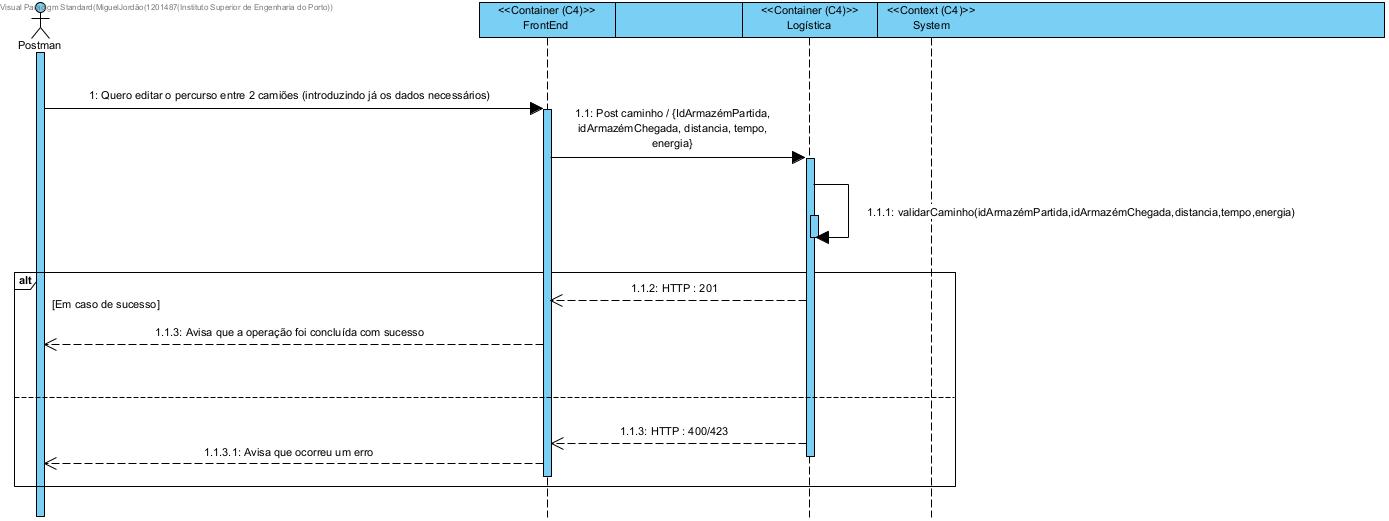 Visual Paradigm Standard(MiguelJordão(1201487(Instituto Superior de Engenharia do Porto))
Postman
<<Container (C4)>>
FrontEnd
<<Container (C4)>>
Logística
<<Context (C4)>>
System
1: Quero editar o percurso entre 2 camiões (introduzindo já os dados necessários)
1.1: Post caminho / {IdArmazémPartida,
idArmazémChegada, distancia, tempo,
energia}
1.1.1: validarCaminho(idArmazémPartida,idArmazémChegada,distancia,tempo,energia)
alt
1.1.2: HTTP : 201
[Em caso de sucesso]
1.1.3: Avisa que a operação foi concluída com sucesso
1.1.3: HTTP : 400/423
1.1.3.1: Avisa que ocorreu um erro